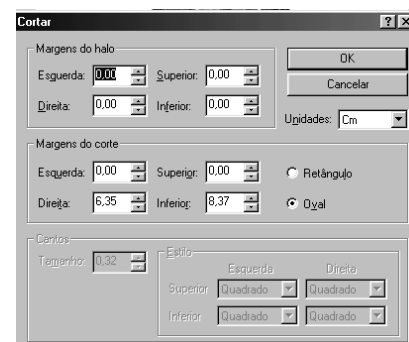 Cortar
Margens do halo
Esquerda: 0,00 Superior: 0,00
Direita: 0,00 Inferior: 0,00
OK
Cancelar
Unidades: Cm
Margens do corte
Esquerda: 0,00 Superior: 0,00
Direita: 6,35 Inferior: 8,37
Retângulo
Oval
Cantos
Tamanho: 0,32
Estilo
Esquerda Direita
Superior Quadrado Quadrado
Inferior Quadrado Quadrado